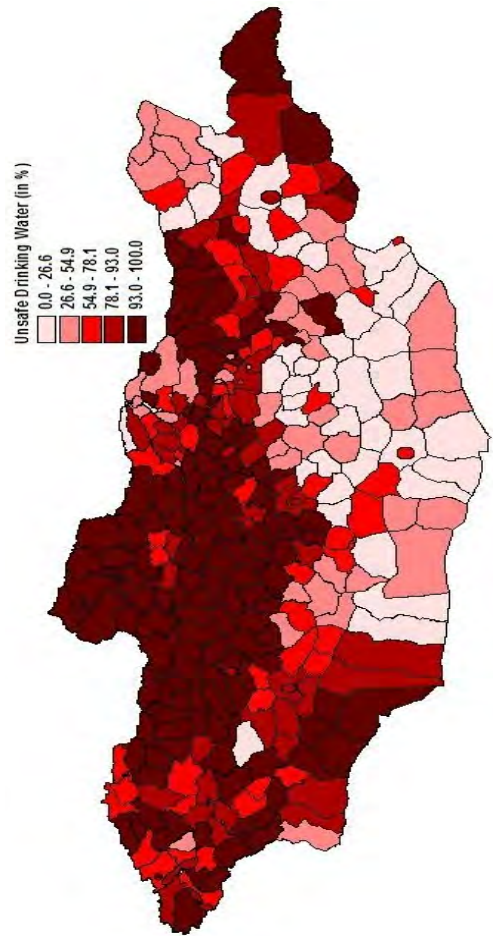 Unsafe Drinking Water (in %)
0.0 - 26.6
26.6 - 54.9
54.9 - 78.1
78.1 - 93.0
93.0 - 100.0